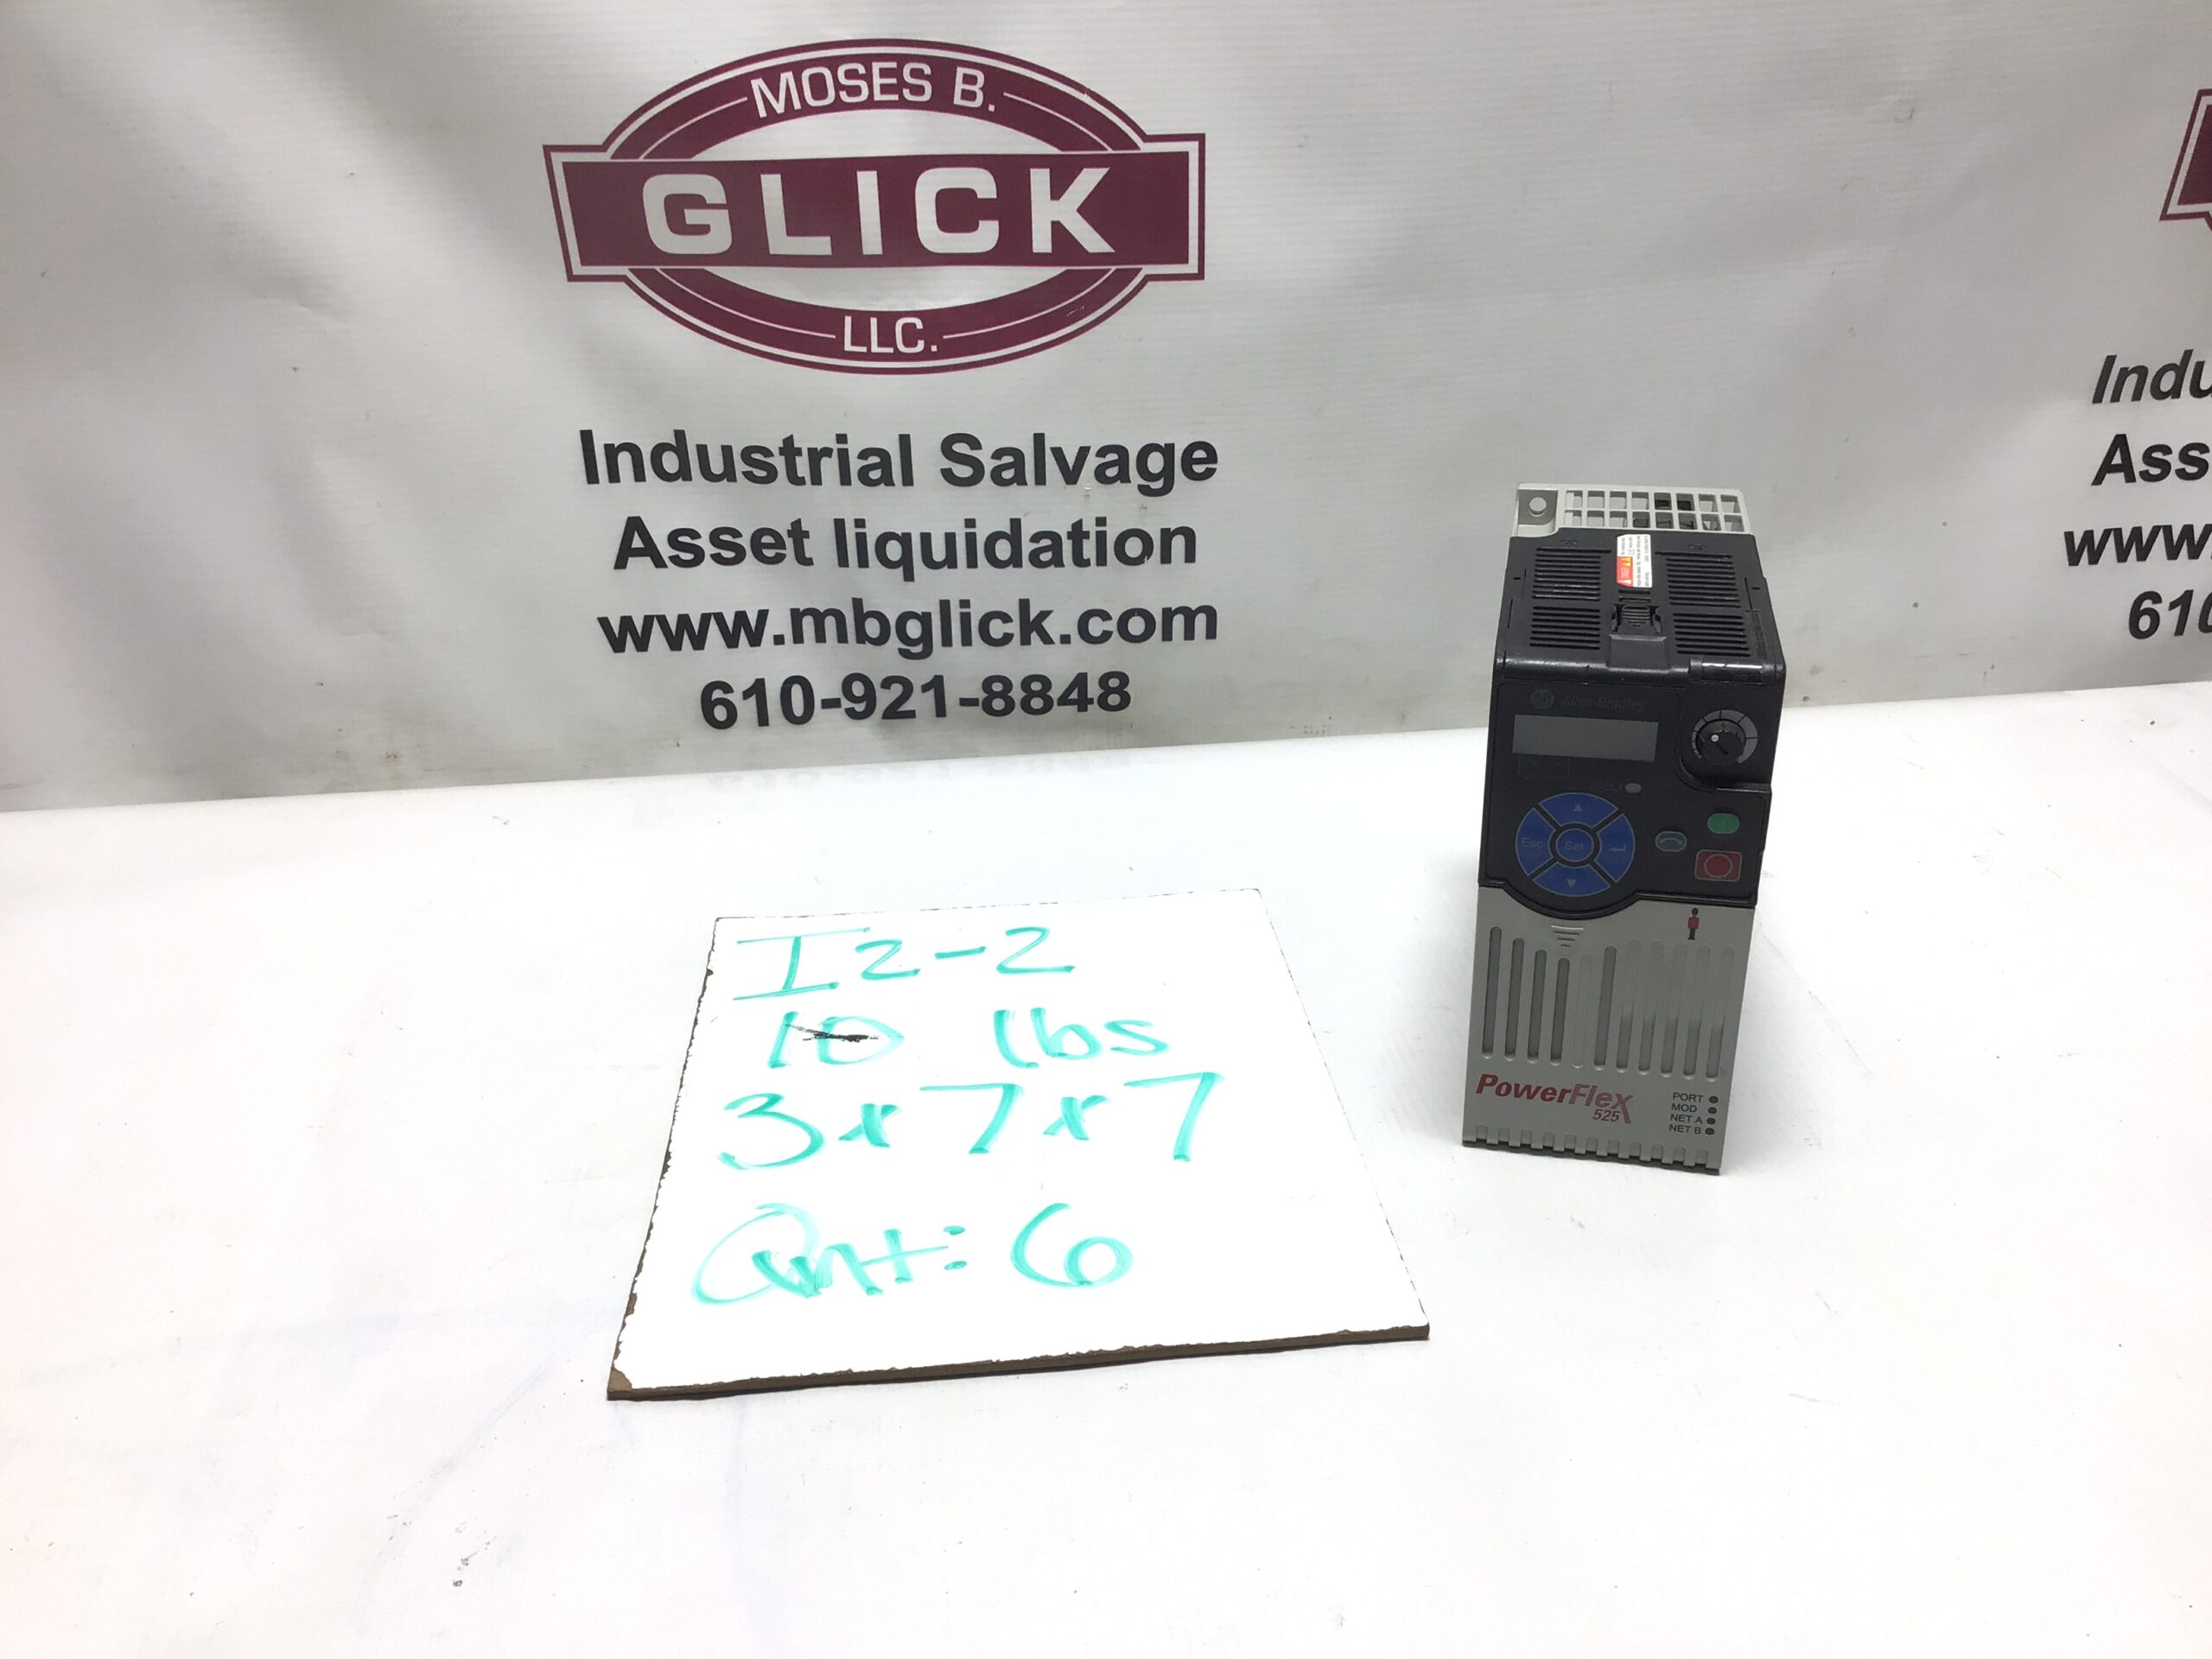 MOSES B.
GLICK
LLC.
Industrial Salvage
Asset liquidation
www.mbglick.com
610-921-8848
Indu
Ass
www.
610
I2-2
10 lbs
3x7x7
Qnt: 6
AB Allen-Bradley
Esc
Sel
PowerFlex
525
PORT
MOD
NET A
NET B